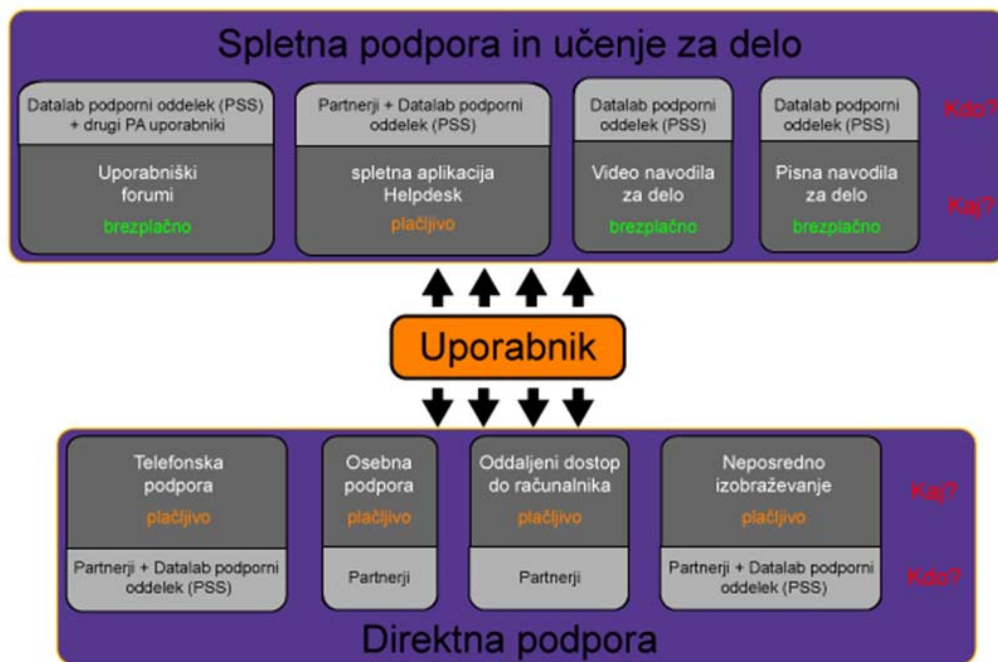 Spletna podpora in učenje za delo
Datalab podporni oddelek (PSS)
+ drugi PA uporabniki
Partnerji + Datalab podporni
oddelek (PSS)
Datalab podporni
oddelek (PSS)
Datalab podporni
oddelek (PSS)
Kdo?
Uporabniški
forumi
brezplačno
spletna aplikacija
Helpdesk
plačljivo
Video navodila
za delo
brezplačno
Pisna navodila
za delo
brezplačno
Kaj?
Uporabnik
Telefonska
podpora
plačljivo
Osebna
podpora
plačljivo
Oddaljeni dostop
do računalnika
plačljivo
Neposredno
izobraževanje
plačljivo
Kaj?
Partnerji + Datalab podporni
oddelek (PSS)
Partnerji
Partnerji
Partnerji + Datalab podporni
oddelek (PSS)
Kdo?
Direktna podpora